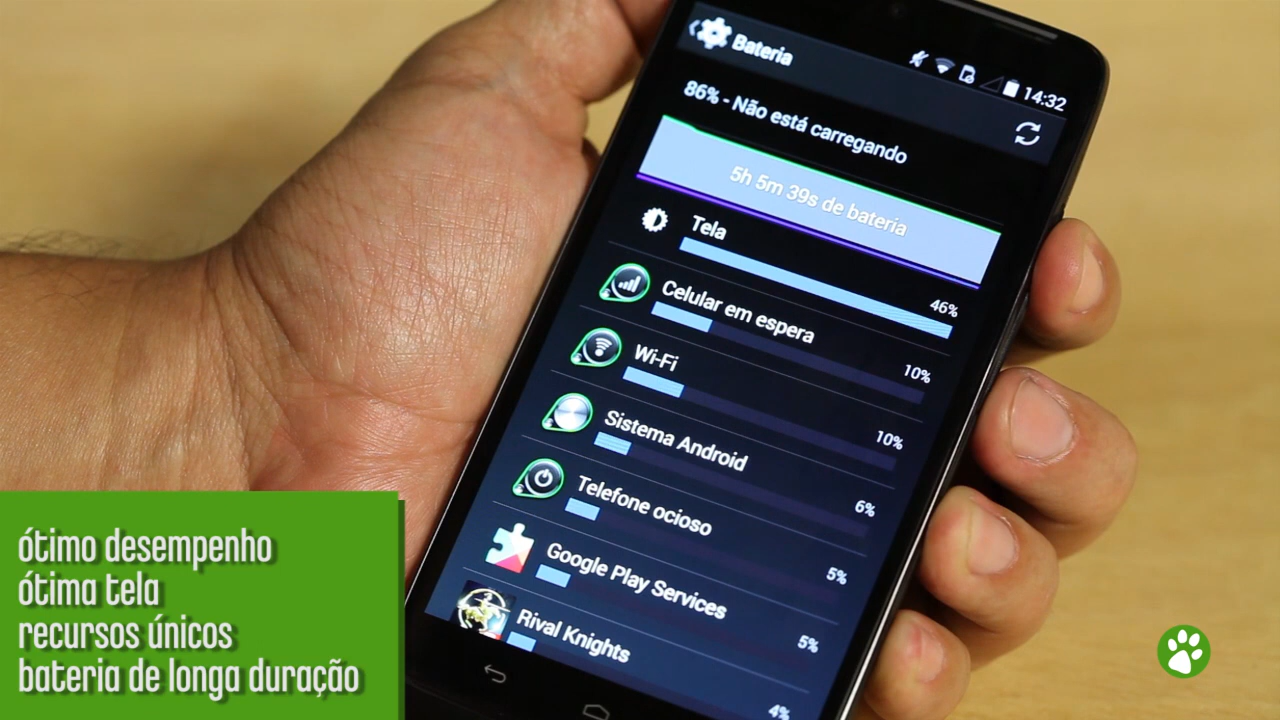 Bateria
14:32
86% - Não está carregando
5h 5m 39s de bateria
Tela
46%
Celular em espera
10%
Wi-Fi
10%
Sistema Android
6%
Telefone ocioso
5%
Google Play Services
5%
Rival Knights
4%
ótimo desempenho
ótima tela
recursos únicos
bateria de longa duração